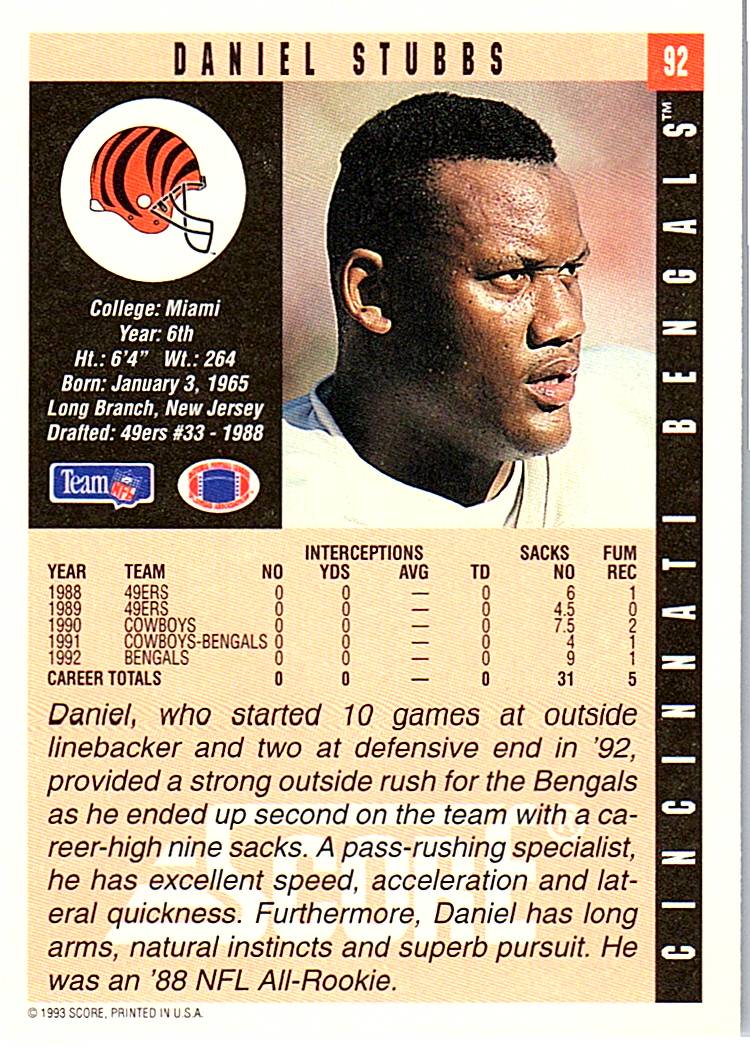 DANIEL STUBBS
92
CINCINNATI BENGALS™
College: Miami
Year: 6th
Ht.: 6'4" Wt.: 264
Born: January 3, 1965
Long Branch, New Jersey
Drafted: 49ers #33 - 1988
Team NFL
INTERCEPTIONS SACKS FUM
YEAR TEAM NO YDS AVG TD NO REC
1988 49ERS 0 0 — 0 6 1
1989 49ERS 0 0 — 0 4.5 0
1990 COWBOYS 0 0 — 0 7.5 2
1991 COWBOYS-BENGALS 0 0 — 0 4 1
1992 BENGALS 0 0 — 0 9 1
CAREER TOTALS 0 0 — 0 31 5
Daniel, who started 10 games at outside
linebacker and two at defensive end in '92,
provided a strong outside rush for the Bengals
as he ended up second on the team with a ca-
reer-high nine sacks. A pass-rushing specialist,
he has excellent speed, acceleration and lat-
eral quickness. Furthermore, Daniel has long
arms, natural instincts and superb pursuit. He
was an '88 NFL All-Rookie.
SCORE®
© 1993 SCORE, PRINTED IN U.S.A.